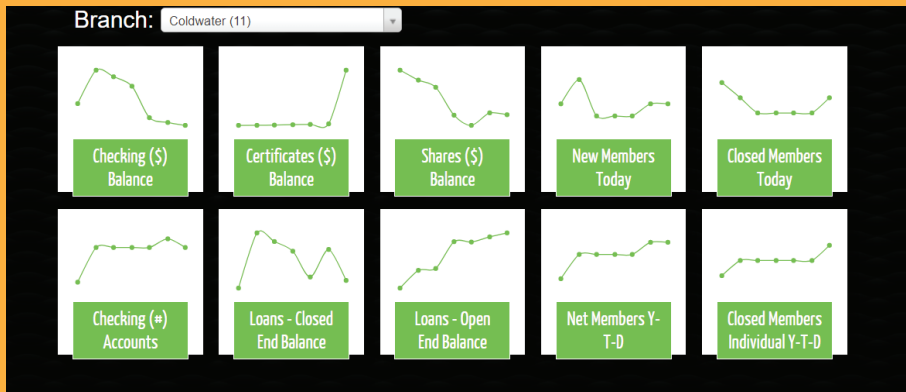 Branch: Coldwater (11)
Checking ($)
Balance
Certificates ($)
Balance
Shares ($)
Balance
New Members
Today
Closed Members
Today
Checking (#)
Accounts
Loans - Closed
End Balance
Loans - Open
End Balance
Net Members Y-
T-D
Closed Members
Individual Y-T-D